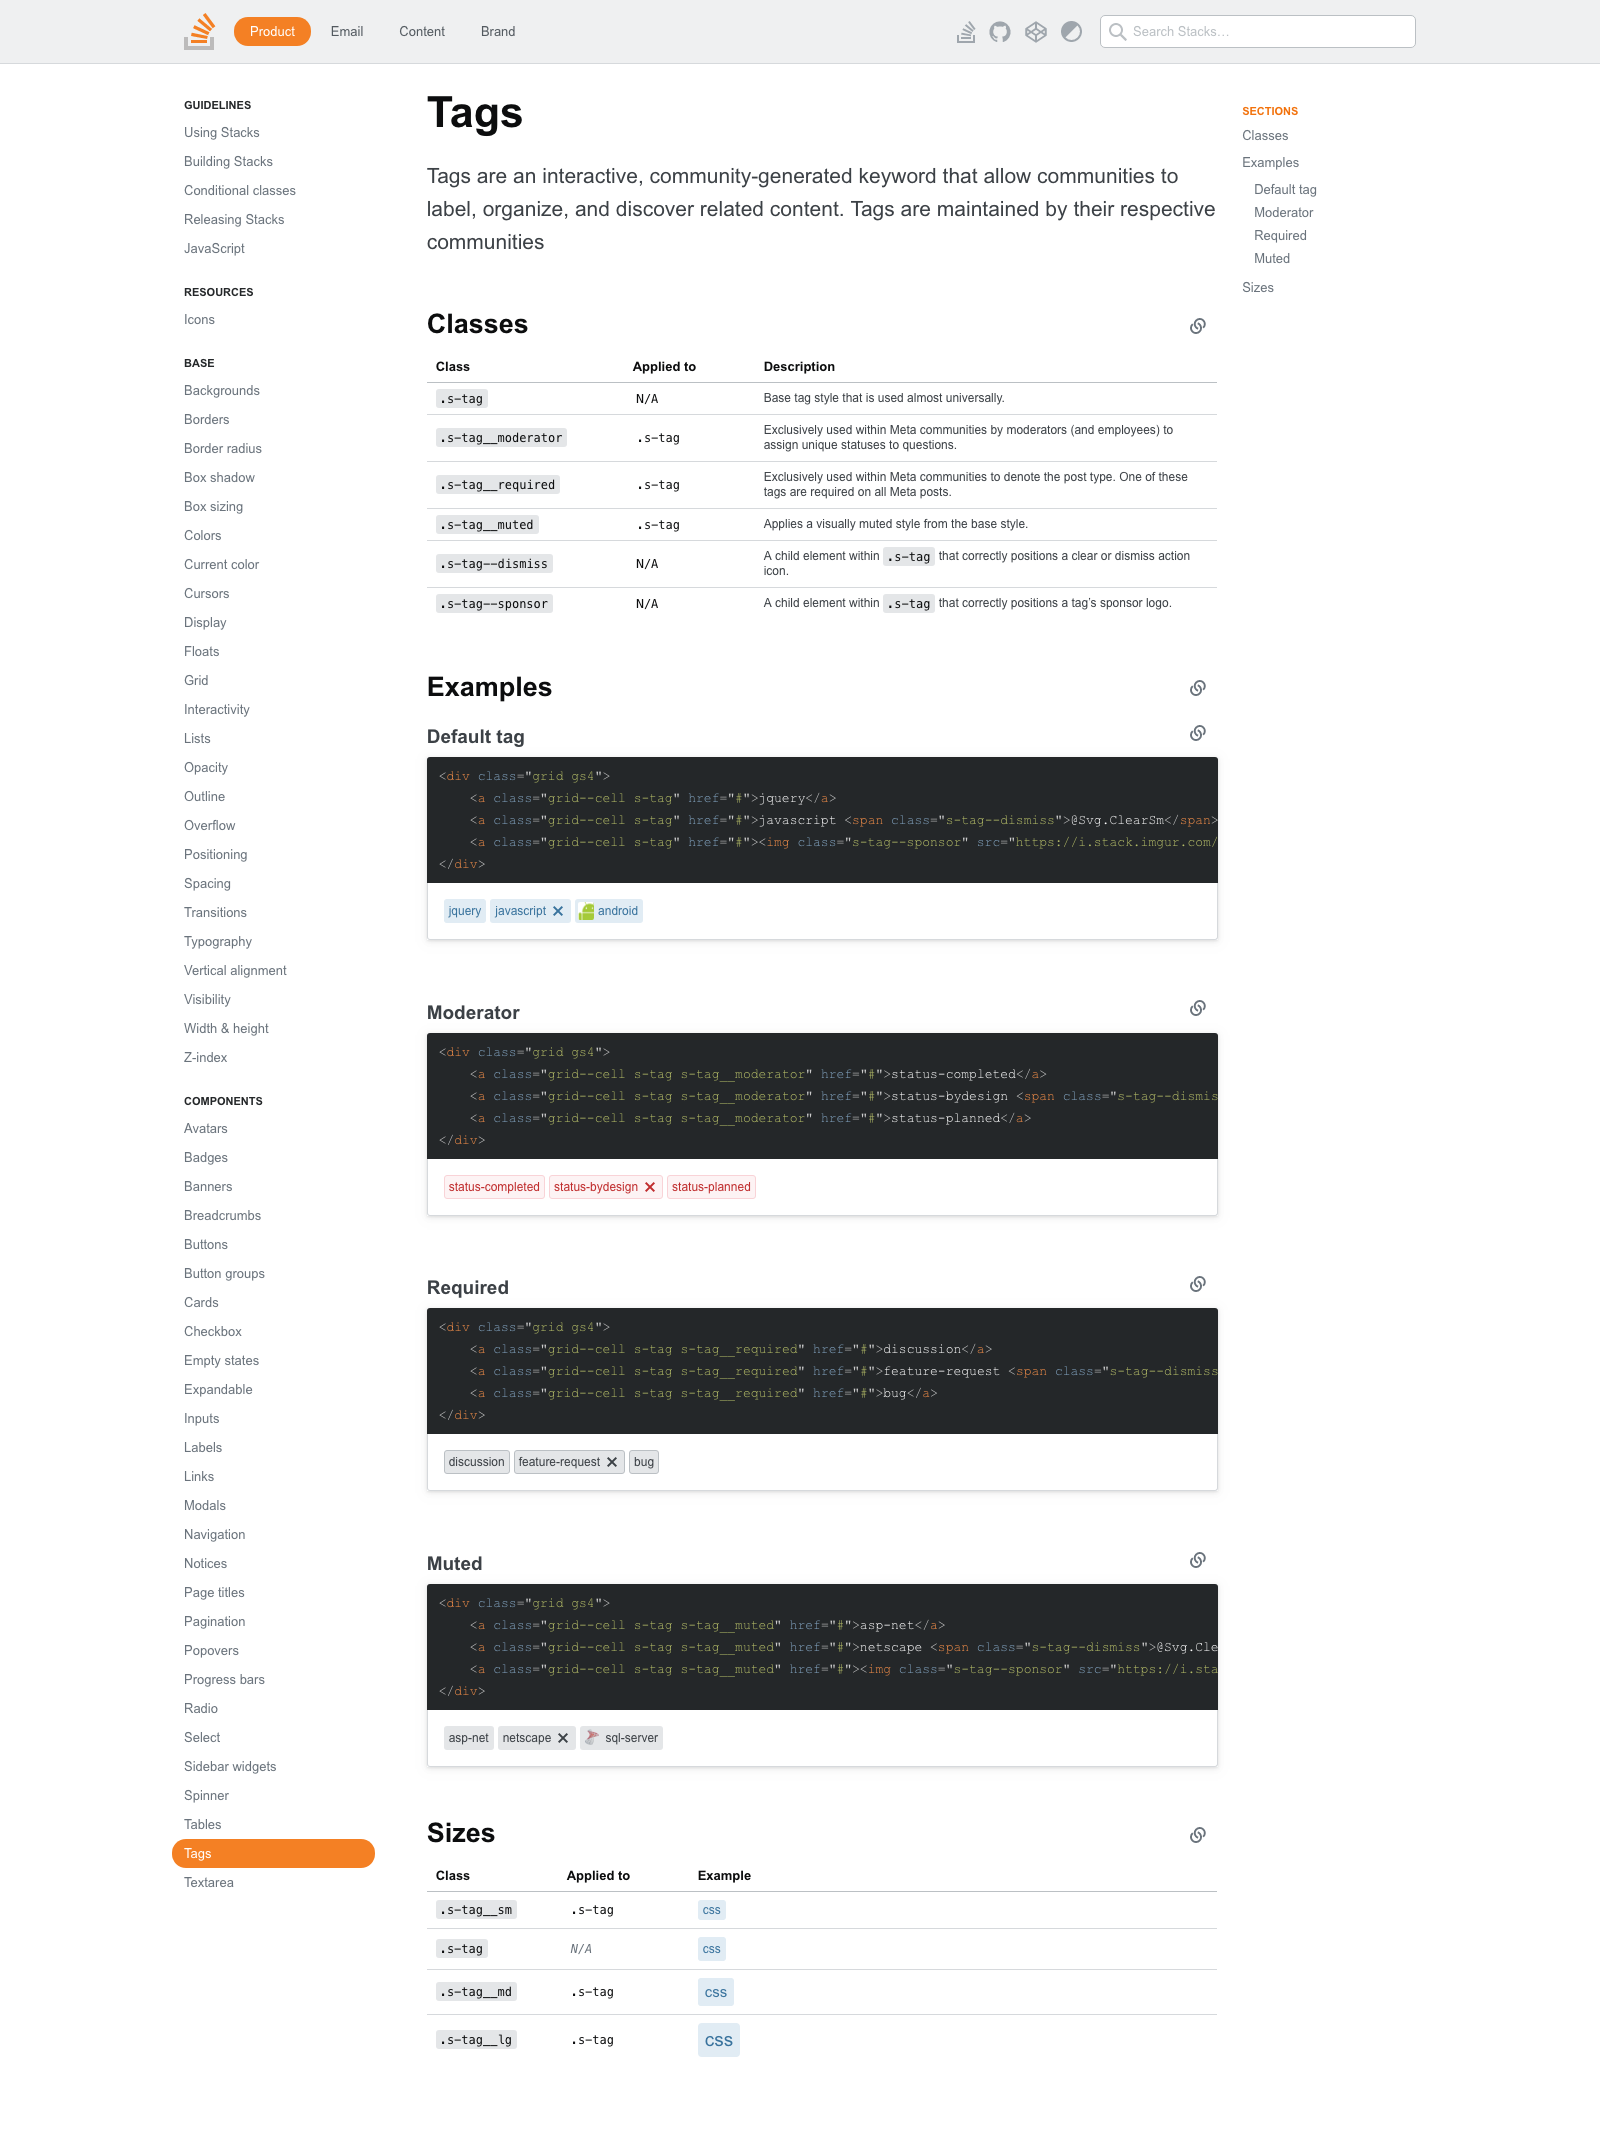 Product
Email
Content
Brand
Search Stacks…
GUIDELINES
Using Stacks
Building Stacks
Conditional classes
Releasing Stacks
JavaScript
RESOURCES
Icons
BASE
Backgrounds
Borders
Border radius
Box shadow
Box sizing
Colors
Current color
Cursors
Display
Floats
Grid
Interactivity
Lists
Opacity
Outline
Overflow
Positioning
Spacing
Transitions
Typography
Vertical alignment
Visibility
Width & height
Z-index
COMPONENTS
Avatars
Badges
Banners
Breadcrumbs
Buttons
Button groups
Cards
Checkbox
Empty states
Expandable
Inputs
Labels
Links
Modals
Navigation
Notices
Page titles
Pagination
Popovers
Progress bars
Radio
Select
Sidebar widgets
Spinner
Tables
Tags
Textarea
Tags
Tags are an interactive, community-generated keyword that allow communities to
label, organize, and discover related content. Tags are maintained by their respective
communities
Classes
Class Applied to Description
.s-tag N/A Base tag style that is used almost universally.
.s-tag__moderator .s-tag Exclusively used within Meta communities by moderators (and employees) to
assign unique statuses to questions.
.s-tag__required .s-tag Exclusively used within Meta communities to denote the post type. One of these
tags are required on all Meta posts.
.s-tag__muted .s-tag Applies a visually muted style from the base style.
.s-tag--dismiss N/A A child element within .s-tag that correctly positions a clear or dismiss action
icon.
.s-tag--sponsor N/A A child element within .s-tag that correctly positions a tag’s sponsor logo.
Examples
Default tag
<div class="grid gs4">
<a class="grid--cell s-tag" href="#">jquery</a>
<a class="grid--cell s-tag" href="#">javascript <span class="s-tag--dismiss">@Svg.ClearSm</span>
<a class="grid--cell s-tag" href="#"><img class="s-tag--sponsor" src="https://i.stack.imgur.com/
</div>
jquery javascript android
Moderator
<div class="grid gs4">
<a class="grid--cell s-tag s-tag__moderator" href="#">status-completed</a>
<a class="grid--cell s-tag s-tag__moderator" href="#">status-bydesign <span class="s-tag--dismis
<a class="grid--cell s-tag s-tag__moderator" href="#">status-planned</a>
</div>
status-completed status-bydesign status-planned
Required
<div class="grid gs4">
<a class="grid--cell s-tag s-tag__required" href="#">discussion</a>
<a class="grid--cell s-tag s-tag__required" href="#">feature-request <span class="s-tag--dismiss
<a class="grid--cell s-tag s-tag__required" href="#">bug</a>
</div>
discussion feature-request bug
Muted
<div class="grid gs4">
<a class="grid--cell s-tag s-tag__muted" href="#">asp-net</a>
<a class="grid--cell s-tag s-tag__muted" href="#">netscape <span class="s-tag--dismiss">@Svg.Cle
<a class="grid--cell s-tag s-tag__muted" href="#"><img class="s-tag--sponsor" src="https://i.sta
</div>
asp-net netscape sql-server
Sizes
Class Applied to Example
.s-tag__sm .s-tag css
.s-tag N/A css
.s-tag__md .s-tag css
.s-tag__lg .s-tag css
SECTIONS
Classes
Examples
Default tag
Moderator
Required
Muted
Sizes